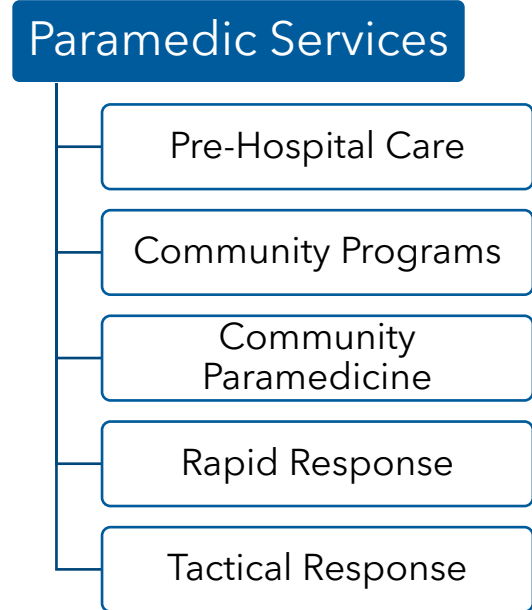 Paramedic Services
Pre-Hospital Care
Community Programs
Community
Paramedicine
Rapid Response
Tactical Response